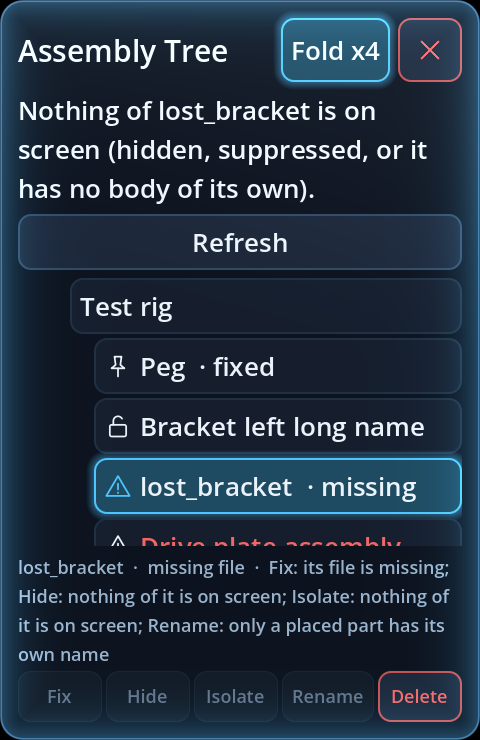 Assembly Tree
Fold x4
Nothing of lost_bracket is on
screen (hidden, suppressed, or it
has no body of its own).
Refresh
Test rig
Peg · fixed
Bracket left long name
lost_bracket · missing
Drive plate assembly
lost_bracket · missing file · Fix: its file is missing;
Hide: nothing of it is on screen; Isolate: nothing of
it is on screen; Rename: only a placed part has its
own name
Fix
Hide
Isolate
Rename
Delete